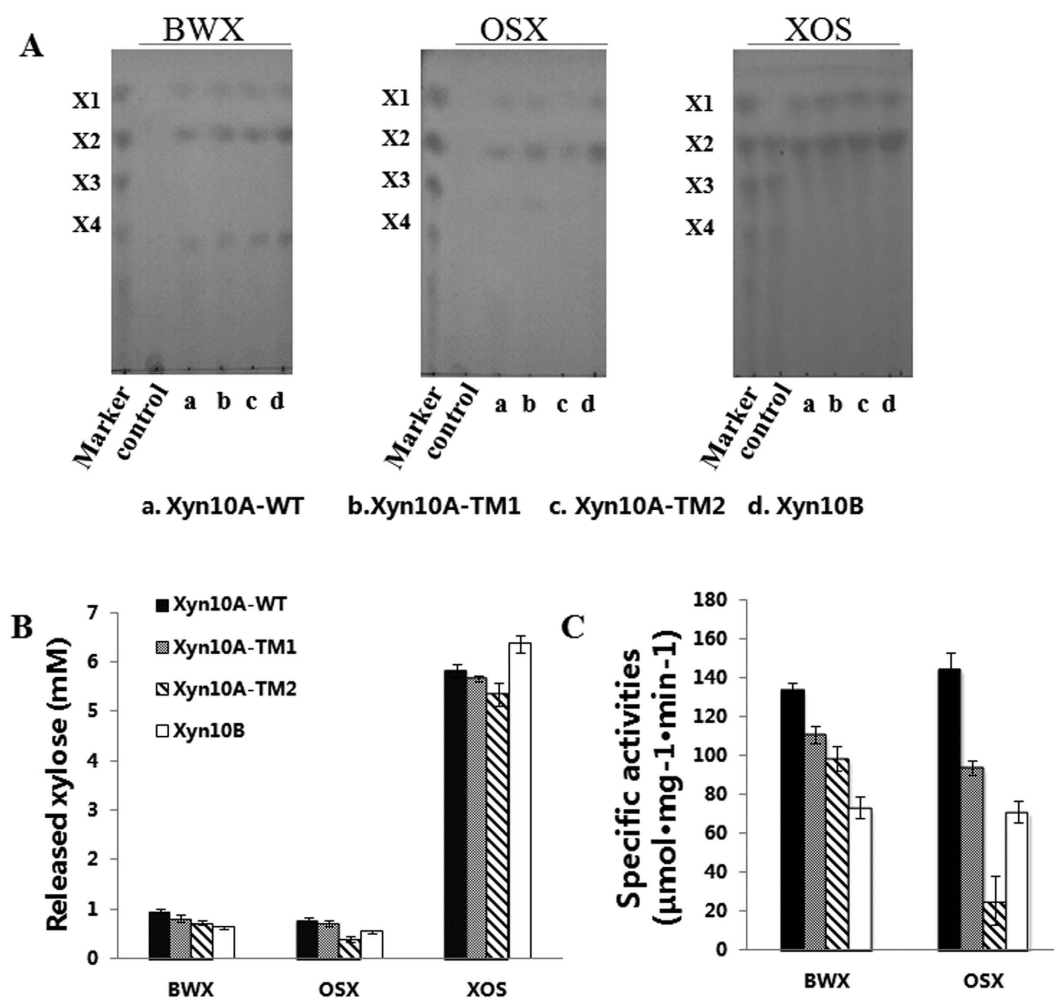 A
BWX OSX XOS
X1 X1 X1
X2 X2 X2
X3 X3 X3
X4 X4 X4
Marker control a b c d Marker control a b c d Marker control a b c d
a. Xyn10A-WT b.Xyn10A-TM1 c. Xyn10A-TM2 d. Xyn10B
B
Released xylose (mM)
7
6
5
4
3
2
1
0
Xyn10A-WT
Xyn10A-TM1
Xyn10A-TM2
Xyn10B
BWX OSX XOS
C
Specific activities
(μmol•mg-1•min-1)
180
160
140
120
100
80
60
40
20
0
BWX OSX